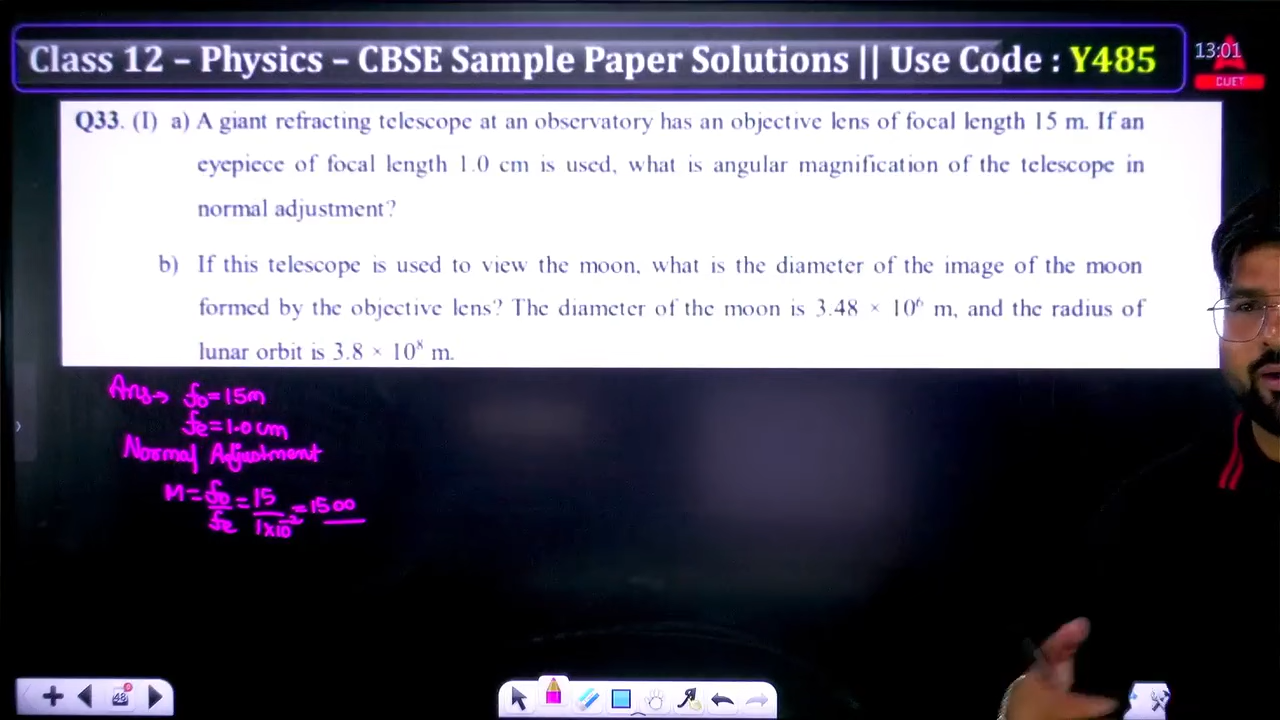 Class 12 – Physics – CBSE Sample Paper Solutions || Use Code : Y485
13:01
CUET
Q33. (I) a) A giant refracting telescope at an observatory has an objective lens of focal length 15 m. If an
eyepiece of focal length 1.0 cm is used, what is angular magnification of the telescope in
normal adjustment?
b) If this telescope is used to view the moon, what is the diameter of the image of the moon
formed by the objective lens? The diameter of the moon is 3.48 × 10⁶ m, and the radius of
lunar orbit is 3.8 × 10⁸ m.
Ans→ fo = 15m
fe = 1.0 cm
Normal Adjustment
M = fo/fe = 15/1×10⁻² = 1500
48